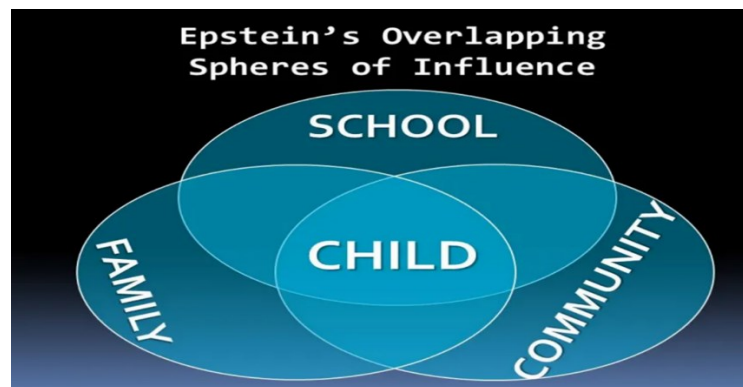 Epstein's Overlapping
Spheres of Influence
SCHOOL
FAMILY
CHILD
COMMUNITY